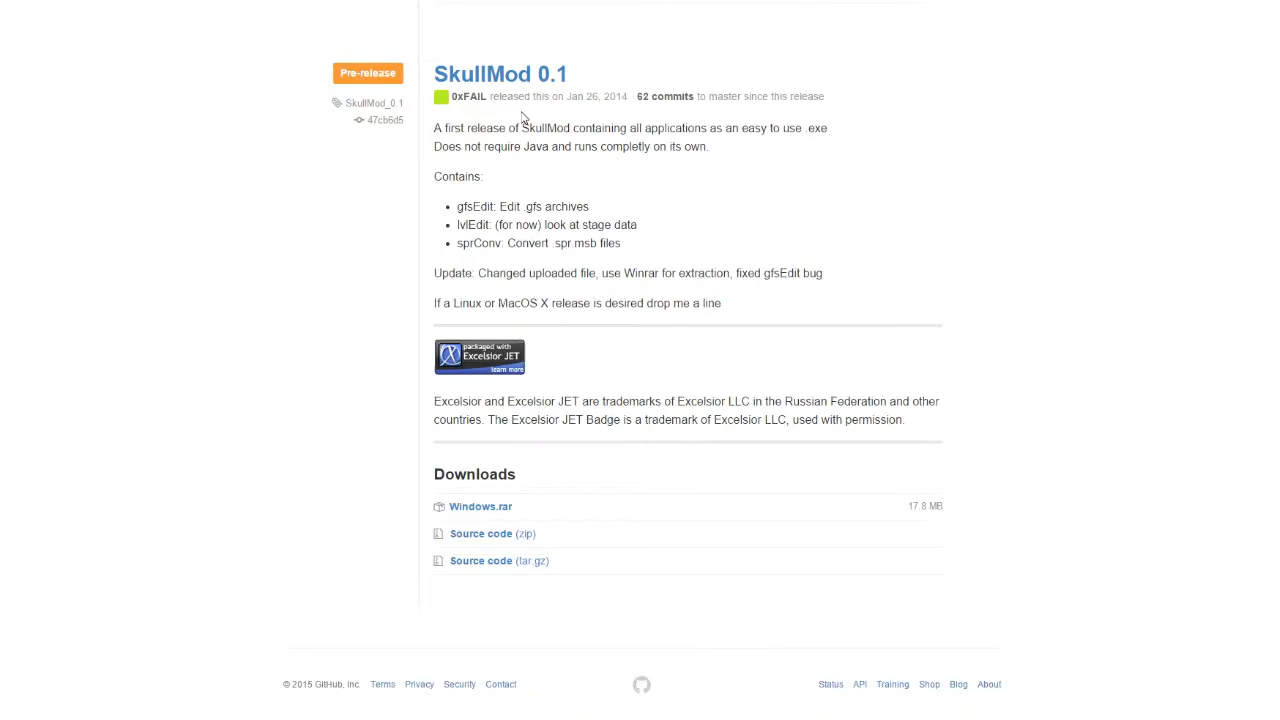 Pre-release
SkullMod_0.1
47cb6d5
SkullMod 0.1
0xFAIL released this on Jan 26, 2014 62 commits to master since this release
A first release of SkullMod containing all applications as an easy to use .exe
Does not require Java and runs completly on its own.
Contains:
gfsEdit: Edit .gfs archives
lvlEdit: (for now) look at stage data
sprConv: Convert .spr.msb files
Update: Changed uploaded file, use Winrar for extraction, fixed gfsEdit bug
If a Linux or MacOS X release is desired drop me a line
packaged with
Excelsior JET
learn more
Excelsior and Excelsior JET are trademarks of Excelsior LLC in the Russian Federation and other
countries. The Excelsior JET Badge is a trademark of Excelsior LLC, used with permission.
Downloads
Windows.rar 17.8 MB
Source code (zip)
Source code (tar.gz)
© 2015 GitHub, Inc. Terms Privacy Security Contact Status API Training Shop Blog About